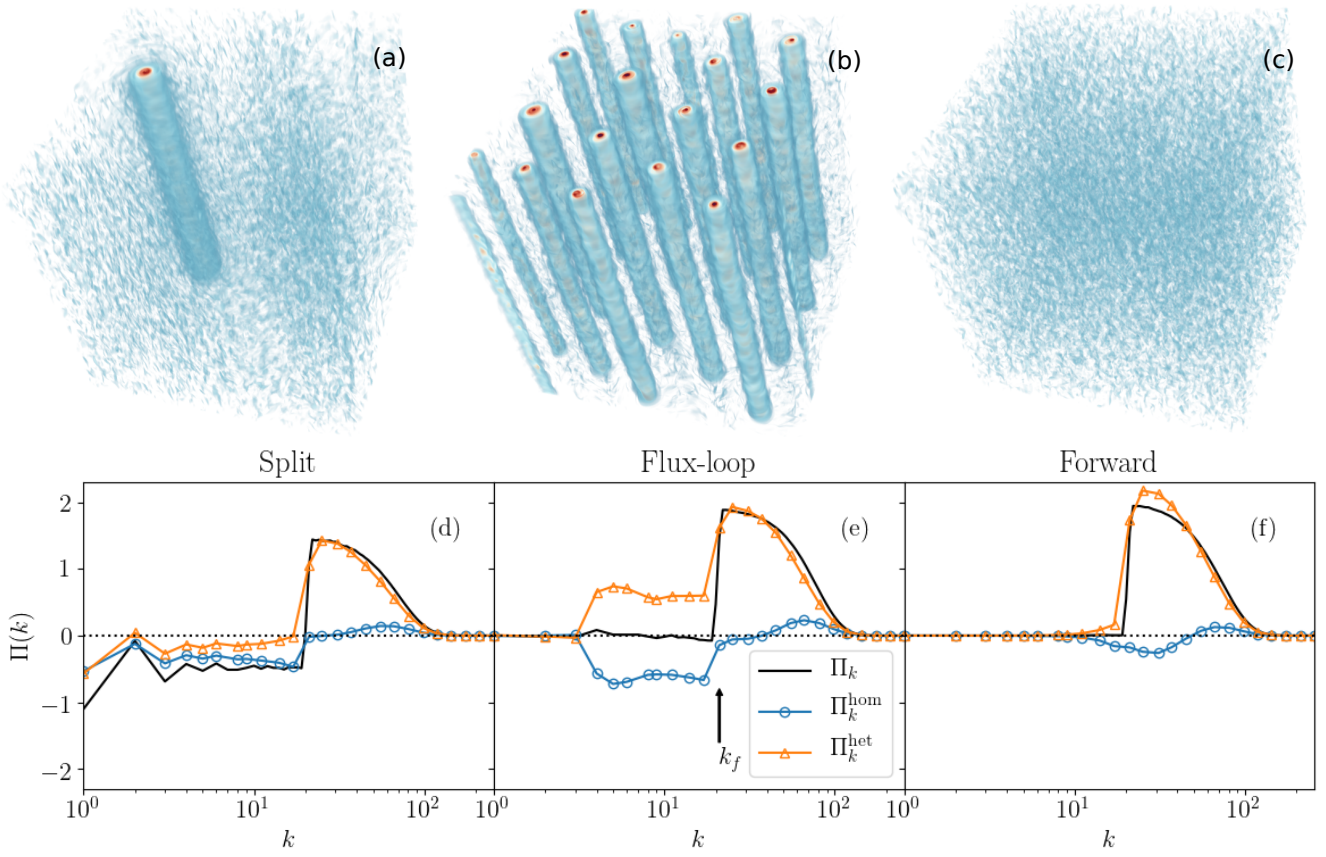 (a) (b) (c)
Split Flux-loop Forward
(d) (e) (f)
2
1
0
−1
−2
Π(k)
Π_k
Π_k^hom
Π_k^het
k_f
10^0 10^1 10^2 10^0 10^1 10^2 10^0 10^1 10^2
k k k